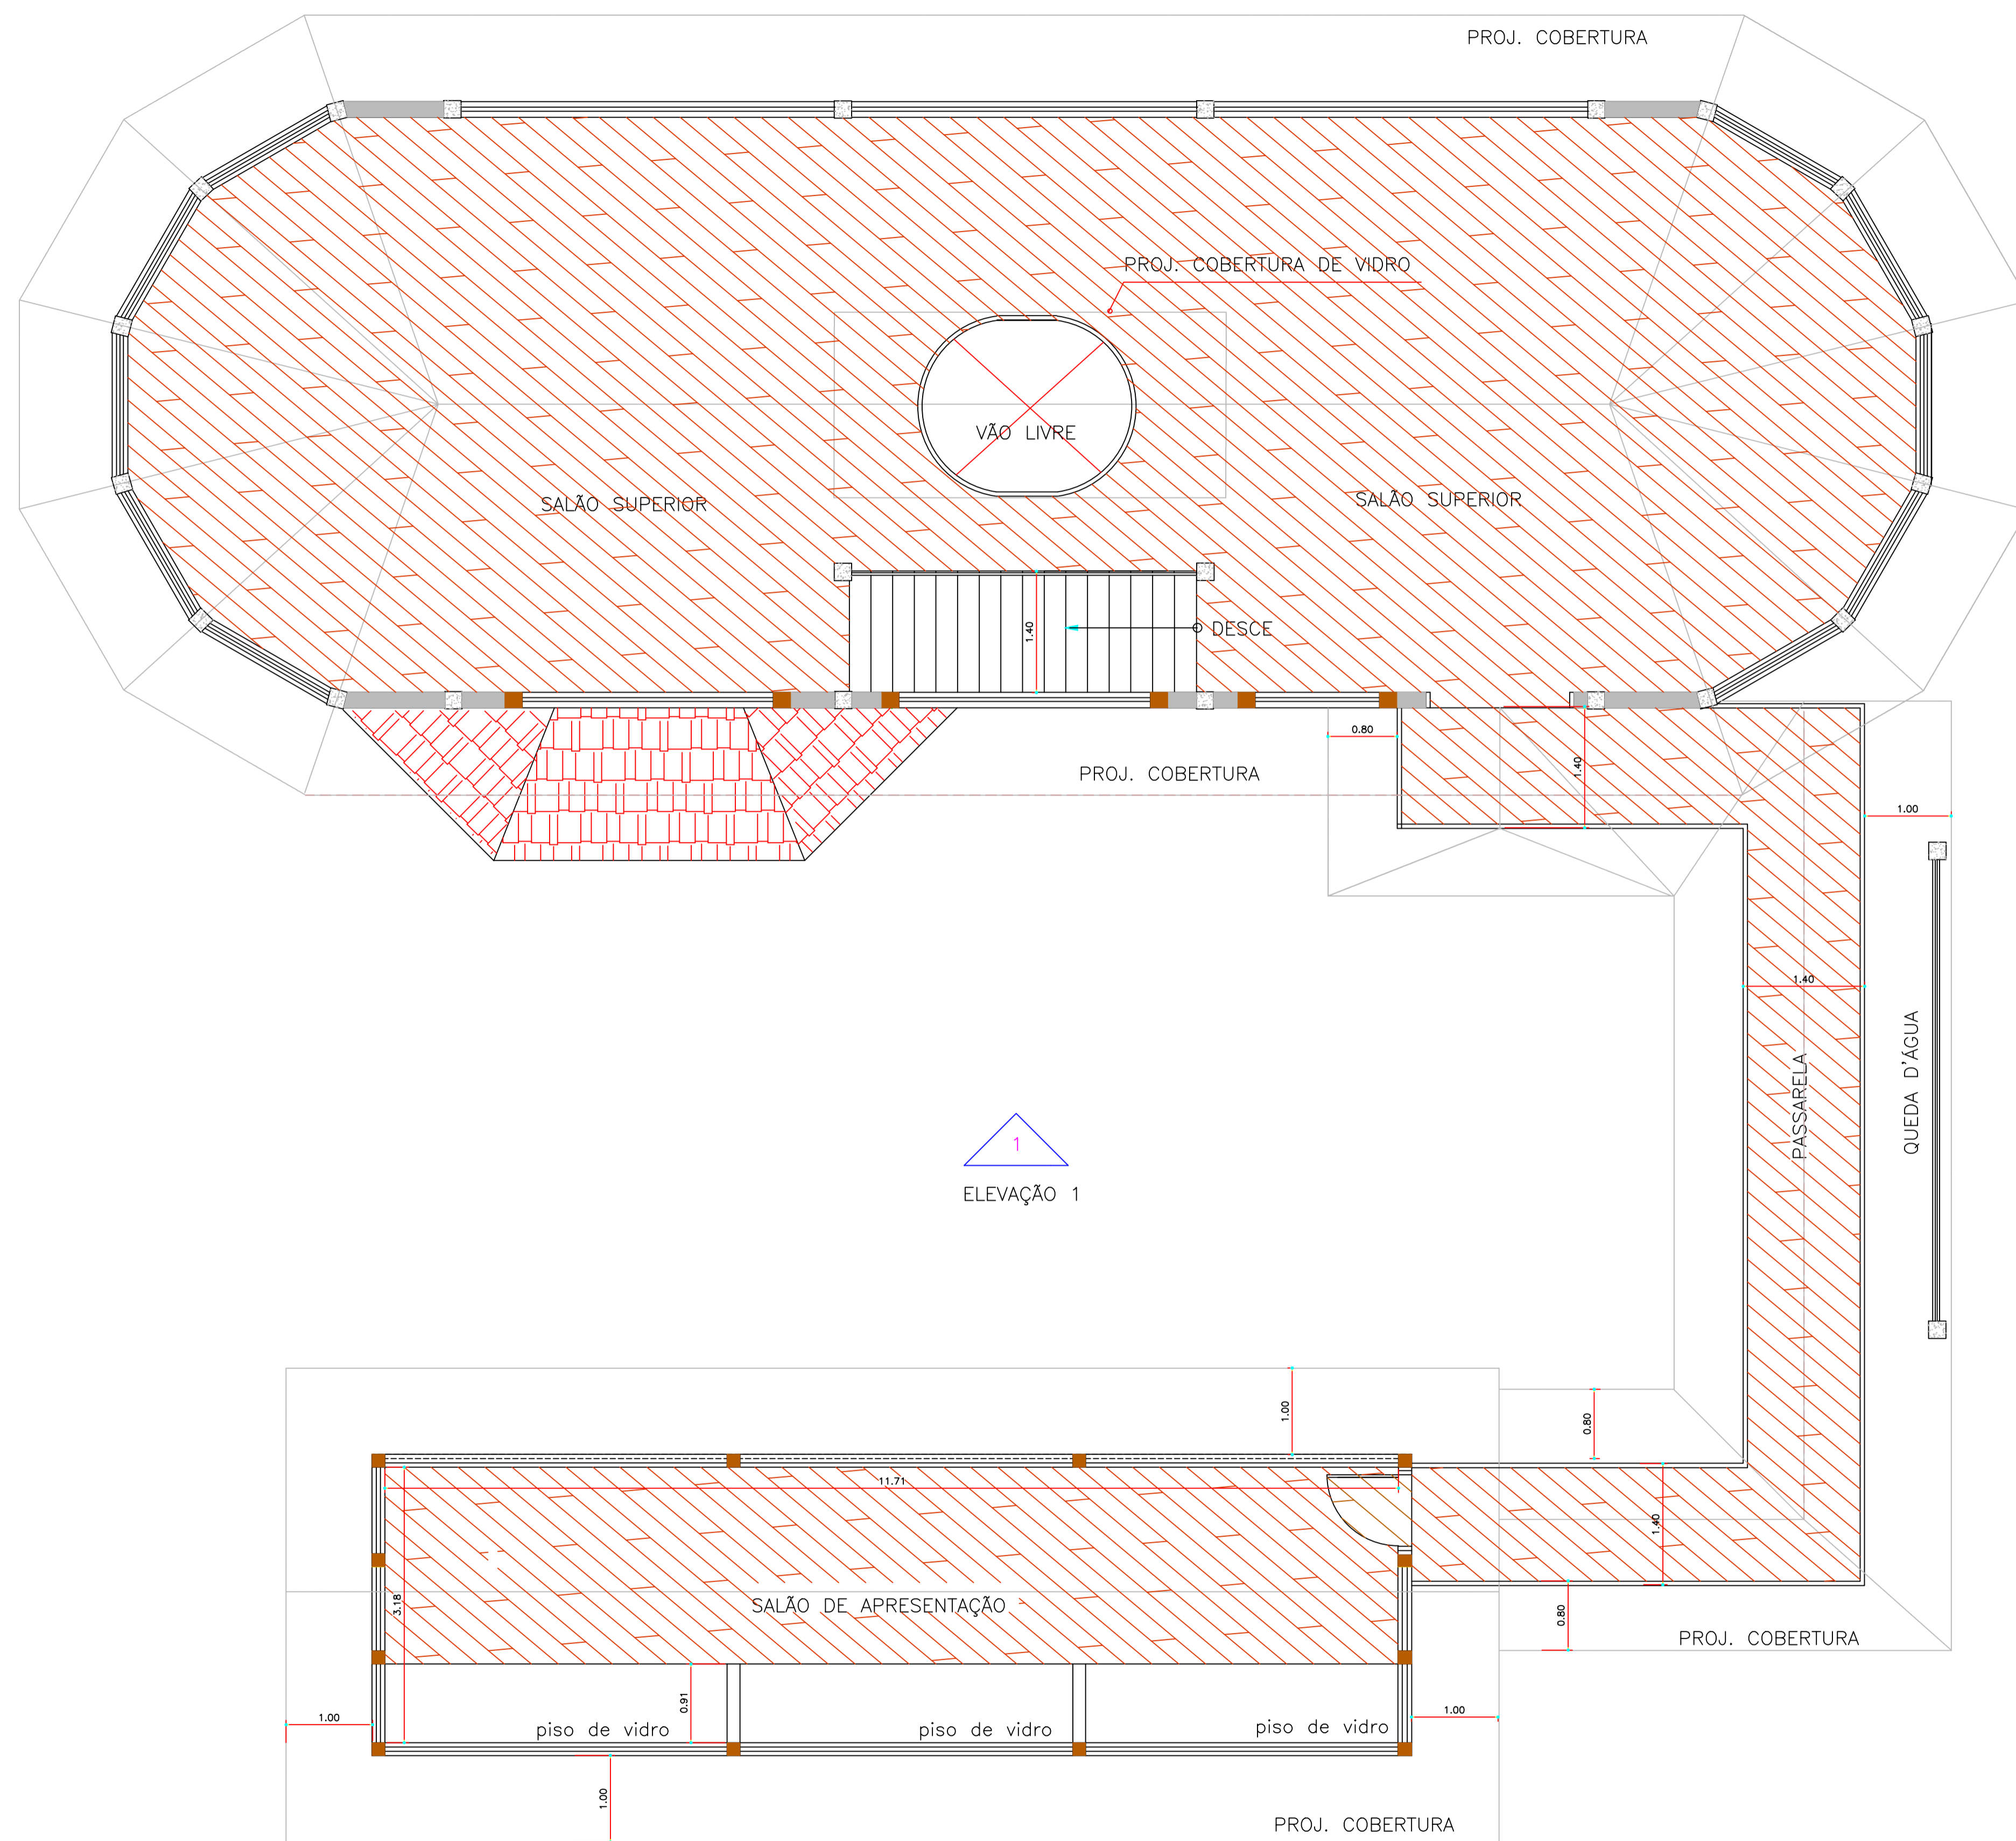 PROJ. COBERTURA
PROJ. COBERTURA DE VIDRO
VÃO LIVRE
SALÃO SUPERIOR
SALÃO SUPERIOR
1.40
DESCE
0.80
1.40
PROJ. COBERTURA
1.00
1.40
PASSARELA
QUEDA D'ÁGUA
1
ELEVAÇÃO 1
1.00
0.80
11.71
1.40
3.18
SALÃO DE APRESENTAÇÃO
0.80
PROJ. COBERTURA
0.91
1.00
piso de vidro
piso de vidro
piso de vidro
1.00
1.00
PROJ. COBERTURA